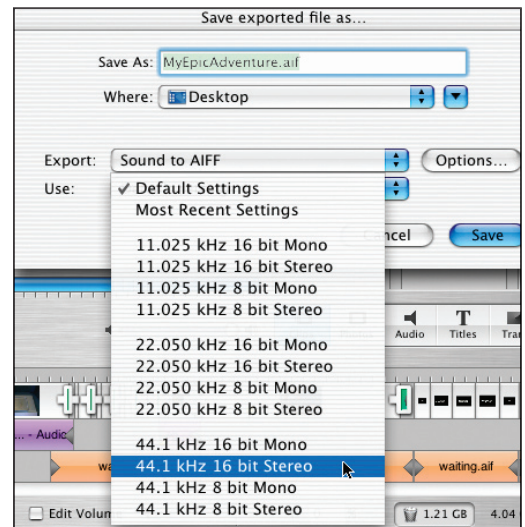 Save exported file as...
Save As: MyEpicAdventure.aif
Where: Desktop
Export: Sound to AIFF Options...
Use: ✓ Default Settings
Most Recent Settings
ncel Save
11.025 kHz 16 bit Mono
11.025 kHz 16 bit Stereo
11.025 kHz 8 bit Mono
11.025 kHz 8 bit Stereo
22.050 kHz 16 bit Mono
22.050 kHz 16 bit Stereo
22.050 kHz 8 bit Mono
22.050 kHz 8 bit Stereo
Audio Titles Tra
... - Audio
44.1 kHz 16 bit Mono
44.1 kHz 16 bit Stereo
44.1 kHz 8 bit Mono
44.1 kHz 8 bit Stereo
wa waiting.aif
Edit Volum 1.21 GB 4.04